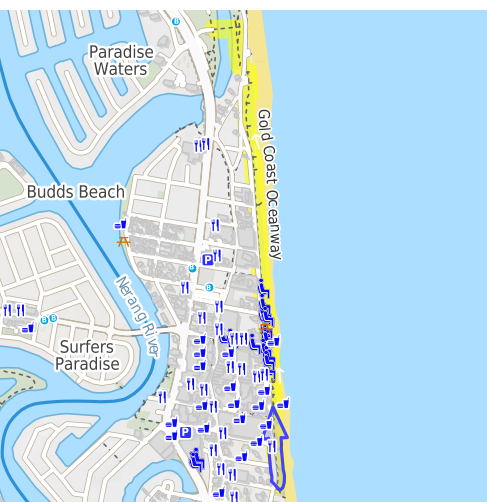 Paradise
Waters
Gold Coast Oceanway
Budds Beach
P
Nerang River
Surfers
Paradise
P